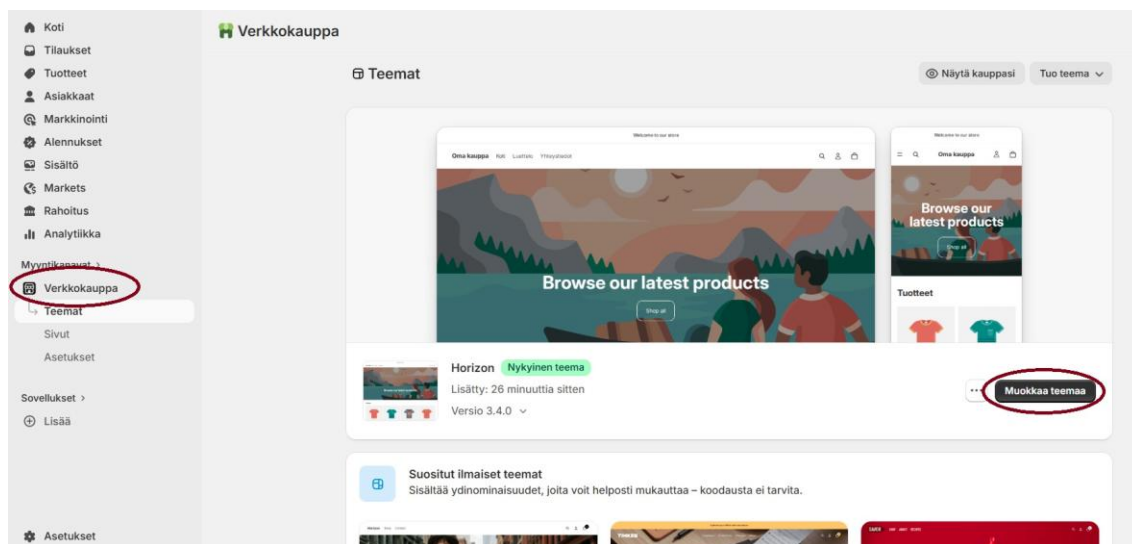 Koti
Tilaukset
Tuotteet
Asiakkaat
Markkinointi
Alennukset
Sisältö
Markets
Rahoitus
Analytiikka
Myyntikanavat >
Verkkokauppa
Teemat
Sivut
Asetukset
Sovellukset >
Lisää
Asetukset
Verkkokauppa
Teemat
Näytä kauppasi
Tuo teema
Welcome to our store
Oma kauppa Koti Luettelo Yhteystiedot
Browse our latest products
Shop all
Welcome to our store
Oma kauppa
Browse our
latest products
Shop all
Tuotteet
Horizon Nykyinen teema
Lisätty: 26 minuuttia sitten
Versio 3.4.0
Muokkaa teemaa
Suositut ilmaiset teemat
Sisältää ydinominaisuudet, joita voit helposti mukauttaa – koodausta ei tarvita.